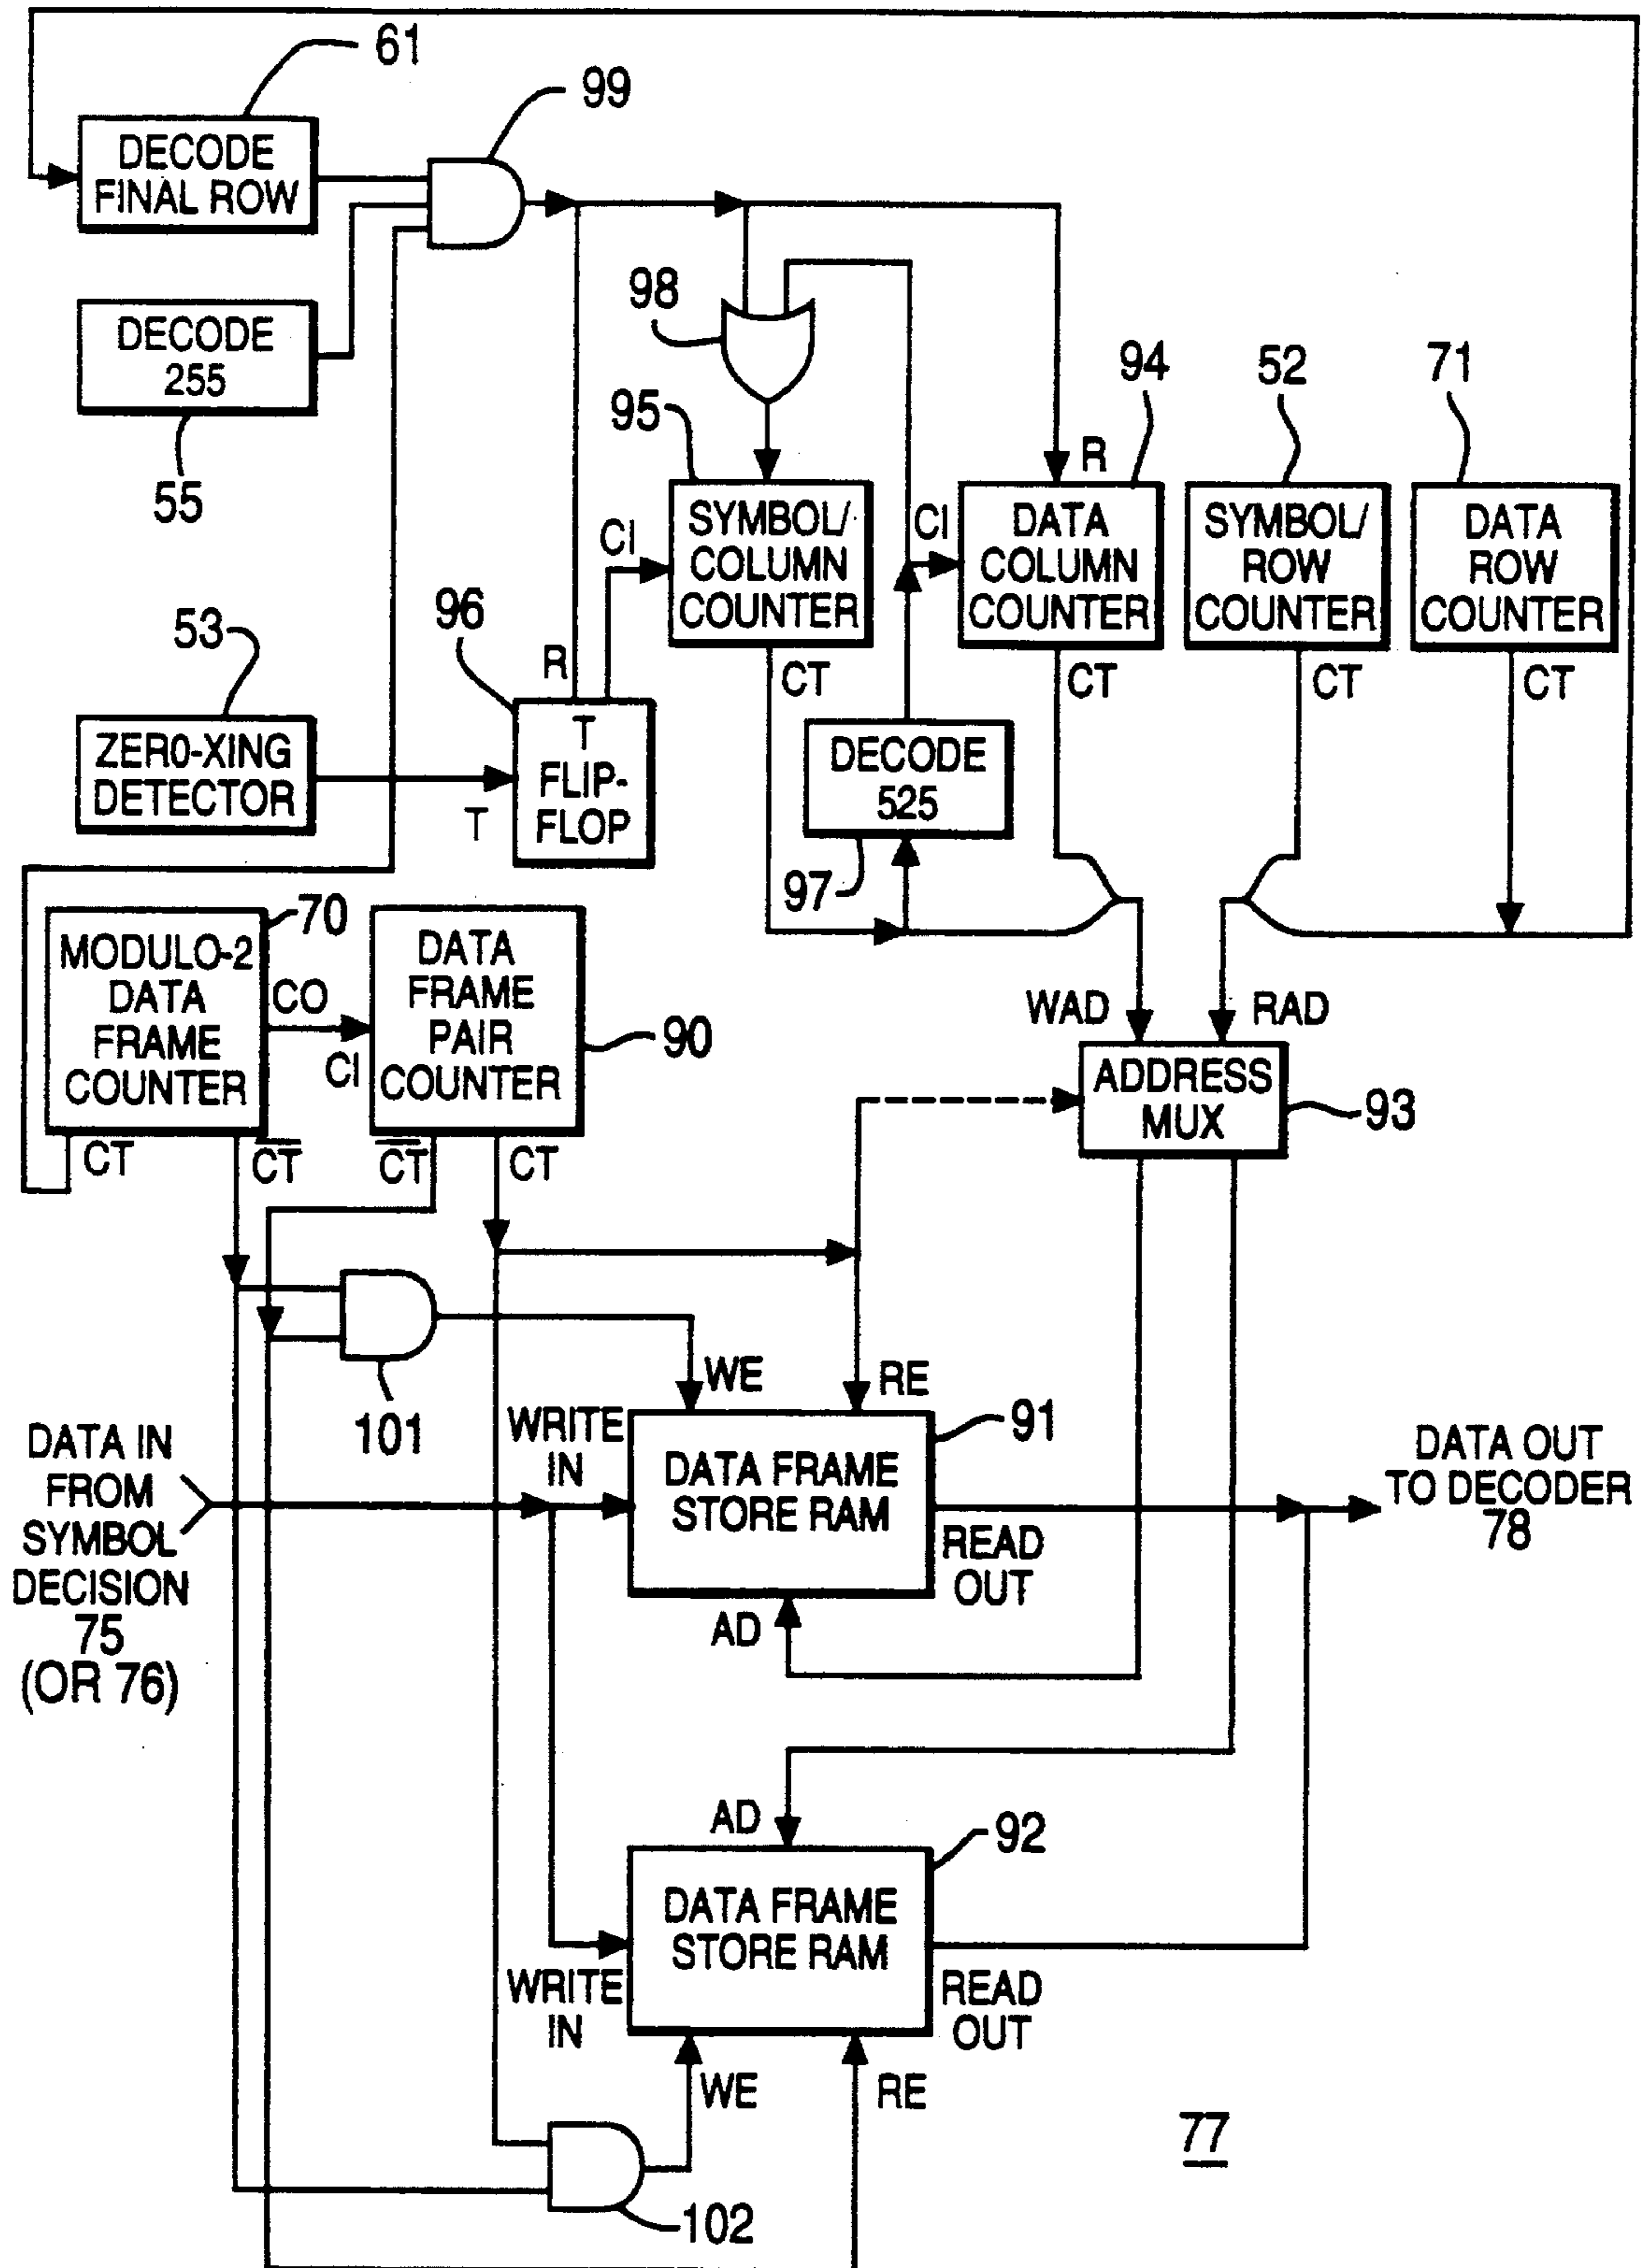 61
DECODE
FINAL ROW
99
DECODE
255
55
98
95
94
52
71
R
CI
SYMBOL/
COLUMN
COUNTER
CI
DATA
COLUMN
COUNTER
SYMBOL/
ROW
COUNTER
DATA
ROW
COUNTER
CT
CT
CT
CT
53
ZER0-XING
DETECTOR
T
96
R
T
FLIP-
FLOP
DECODE
525
97
70
MODULO-2
DATA
FRAME
COUNTER
CO
CI
DATA
FRAME
PAIR
COUNTER
90
CT
C̅T̅
C̅T̅
CT
WAD
RAD
ADDRESS
MUX
93
101
WE
RE
DATA IN
FROM
SYMBOL
DECISION
75
(OR 76)
WRITE
IN
DATA FRAME
STORE RAM
91
READ
OUT
DATA OUT
TO DECODER
78
AD
AD
92
DATA FRAME
STORE RAM
WRITE
IN
READ
OUT
WE
RE
102
77